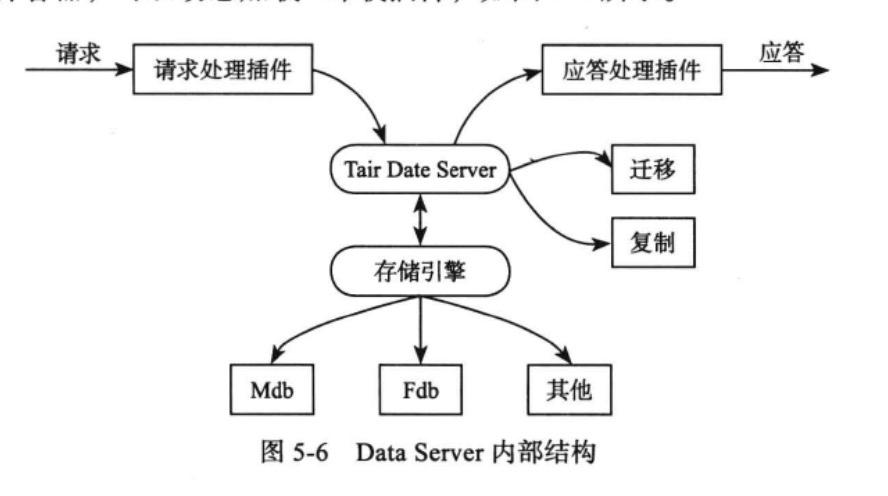 请求
请求处理插件
应答处理插件
应答
Tair Date Server
迁移
复制
存储引擎
Mdb
Fdb
其他
图 5-6 Data Server 内部结构